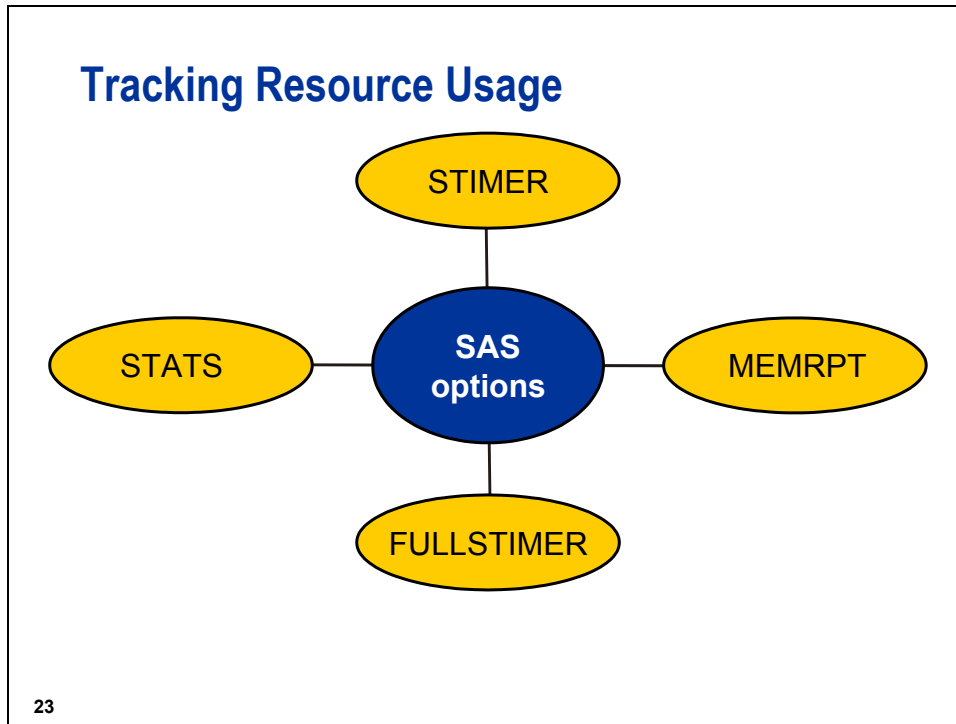 Tracking Resource Usage
STIMER
STATS
SAS
options
MEMRPT
FULLSTIMER
23